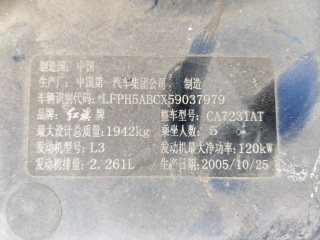 制造国: 中国
生产厂: 中国第一汽车集团公司 制造
车辆识别代码: LFPH5ABCX59037979
品牌: 红旗 牌 整车型号: CA7231AT
最大设计总质量: 1942kg 乘坐人数: 5
发动机型号: L3 发动机最大净功率: 120kW
发动机排量: 2.261L 生产日期: 2005/10/25